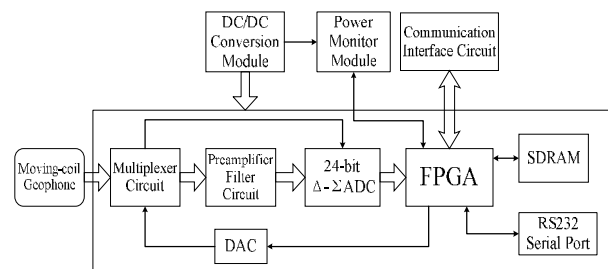 DC/DC
Conversion
Module
Power
Monitor
Module
Communication
Interface Circuit
Moving-coil
Geophone
Multiplexer
Circuit
Preamplifier
Filter
Circuit
24-bit
Δ-ΣADC
FPGA
SDRAM
DAC
RS232
Serial Port